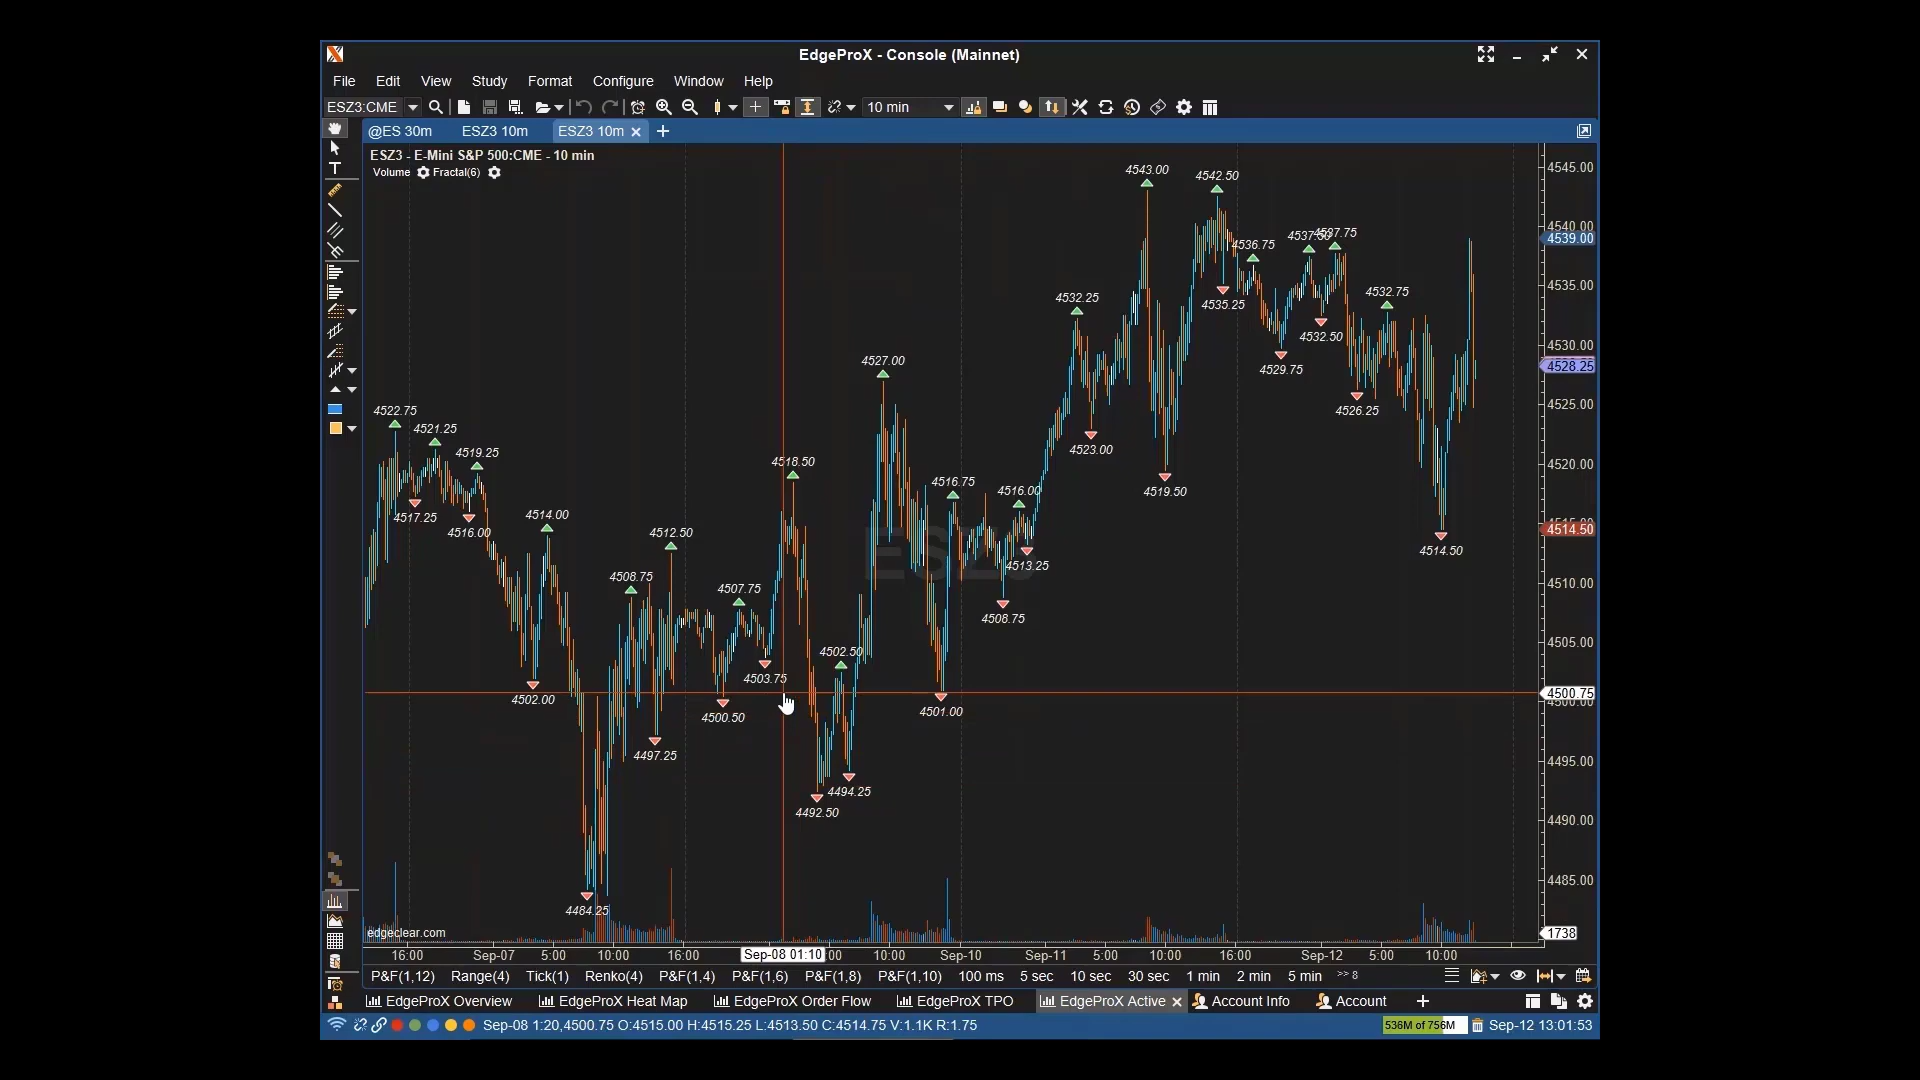 EdgeProX - Console (Mainnet)
File Edit View Study Format Configure Window Help
ESZ3:CME 10 min
@ES 30m ESZ3 10m ESZ3 10m
ESZ3 - E-Mini S&P 500:CME - 10 min
Volume Fractal(6)
4543.00 4542.50
4545.00
4540.00
4539.00
4536.75 4537.50 4537.75
4535.00
4532.25 4535.25 4532.75
4532.50
4530.00
4527.00 4529.75
4528.25
4525.00
4522.75 4526.25
4521.25
4519.25 4518.50 4523.00
4520.00
4516.75 4516.00 4519.50
4517.25 4514.00
4516.00 4512.50
4514.50
4514.50
4513.25
4508.75 4507.75
4510.00
4508.75
4505.00
4502.50
4503.75
4502.00
4500.75
4500.00
4500.50 4501.00
4497.25
4495.00
4494.25
4492.50
4490.00
4485.00
4484.25
edgeclear.com
1738
16:00 Sep-07 5:00 10:00 16:00 Sep-08 01:10 :00 10:00 Sep-10 Sep-11 5:00 10:00 16:00 Sep-12 5:00 10:00
P&F(1,12) Range(4) Tick(1) Renko(4) P&F(1,4) P&F(1,6) P&F(1,8) P&F(1,10) 100 ms 5 sec 10 sec 30 sec 1 min 2 min 5 min >> 8
EdgeProX Overview EdgeProX Heat Map EdgeProX Order Flow EdgeProX TPO EdgeProX Active Account Info Account
Sep-08 1:20,4500.75 O:4515.00 H:4515.25 L:4513.50 C:4514.75 V:1.1K R:1.75 536M of 756M Sep-12 13:01:53